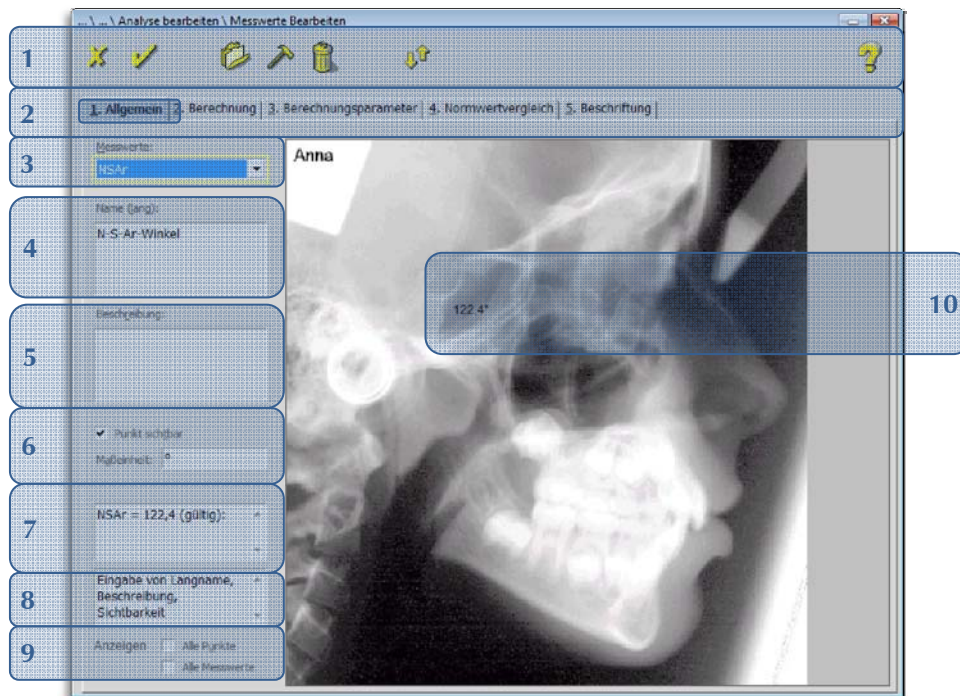 ... \ ... \ Analyse bearbeiten \ Messwerte Bearbeiten
1
2
1. Allgemein | 2. Berechnung | 3. Berechnungsparameter | 4. Normwertvergleich | 5. Beschriftung |
3
Messwerte:
NSAr
Anna
4
Name (lang):
N-S-Ar-Winkel
122.4°
10
5
Beschreibung:
6
Punkt sichtbar
Maßeinheit: °
7
NSAr = 122,4 (gültig):
8
Eingabe von Langname,
Beschreibung,
Sichtbarkeit
9
Anzeigen Alle Punkte
Alle Messwerte